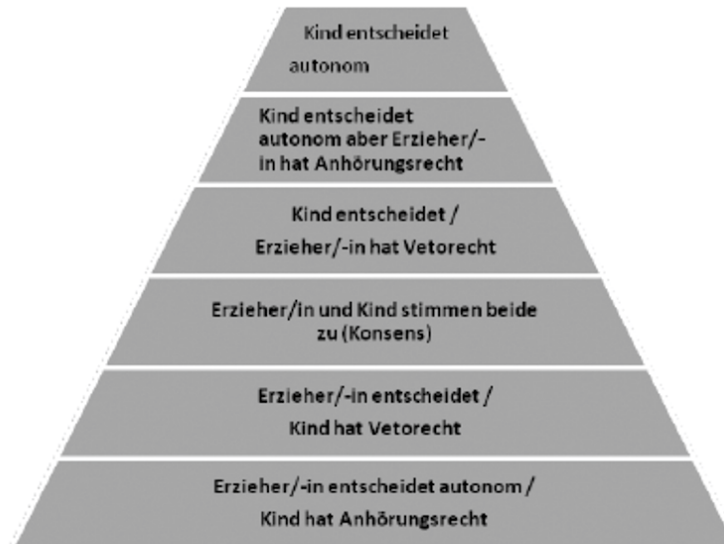 Kind entscheidet
autonom
Kind entscheidet
autonom aber Erzieher/-
in hat Anhörungsrecht
Kind entscheidet /
Erzieher/-in hat Vetorecht
Erzieher/in und Kind stimmen beide
zu (Konsens)
Erzieher/-in entscheidet /
Kind hat Vetorecht
Erzieher/-in entscheidet autonom /
Kind hat Anhörungsrecht